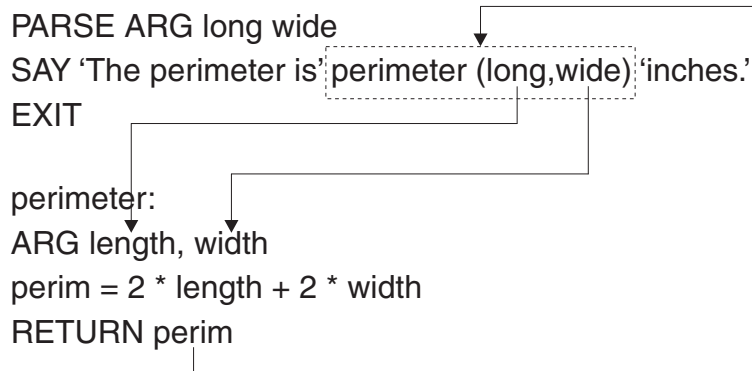 PARSE ARG long wide
SAY ‘The perimeter is’ perimeter (long,wide) ‘inches.’
EXIT
perimeter:
ARG length, width
perim = 2 * length + 2 * width
RETURN perim